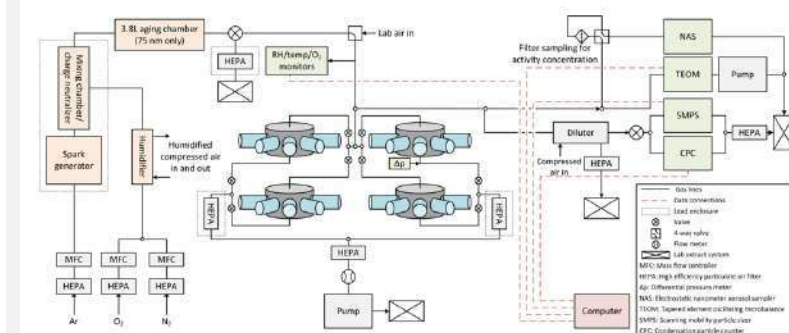 3.8L aging chamber
(75 nm only)
Lab air in
RH/temp/O₂
monitors
HEPA
Mixing chamber/
charge neutralizer
Spark
generator
Humidifier
Humidified
compressed air
in and out
MFC
MFC
MFC
HEPA
HEPA
HEPA
Ar
O₂
N₂
HEPA
Δp
HEPA
HEPA
Pump
Filter sampling for
activity concentration
NAS
TEOM
Pump
SMPS
CPC
HEPA
Diluter
Compressed
air in
HEPA
Computer
Gas lines
Data connections
Lead enclosure
Valve
4-way valve
Flow meter
Lab extract system
MFC: Mass flow controller
HEPA: High efficiency particulate air filter
Δp: Differential pressure meter
NAS: Electrostatic nanometer aerosol sampler
TEOM: Tapered element oscillating microbalance
SMPS: Scanning mobility particle sizer
CPC: Condensation particle counter